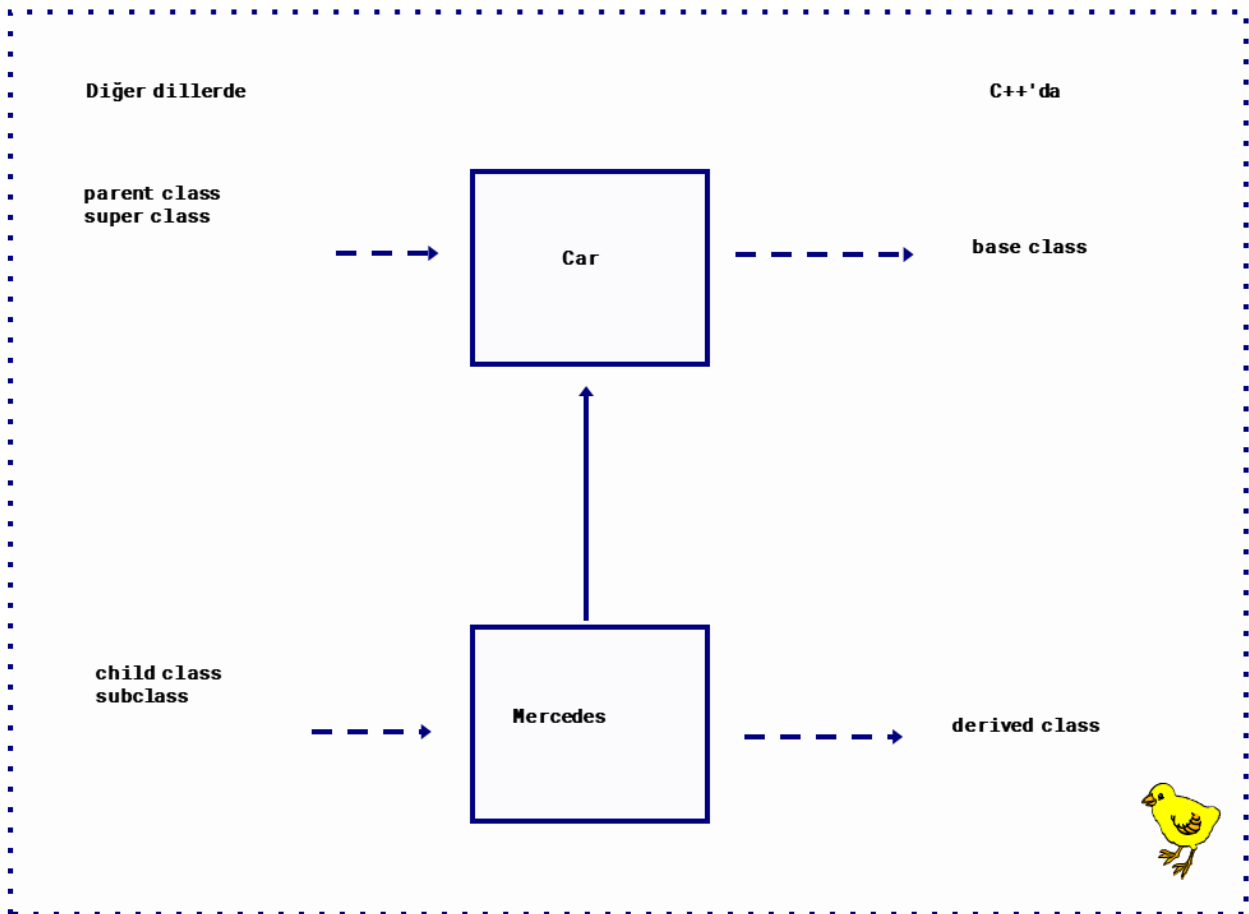 Diğer dillerde
C++'da
parent class
super class
Car
base class
child class
subclass
Mercedes
derived class